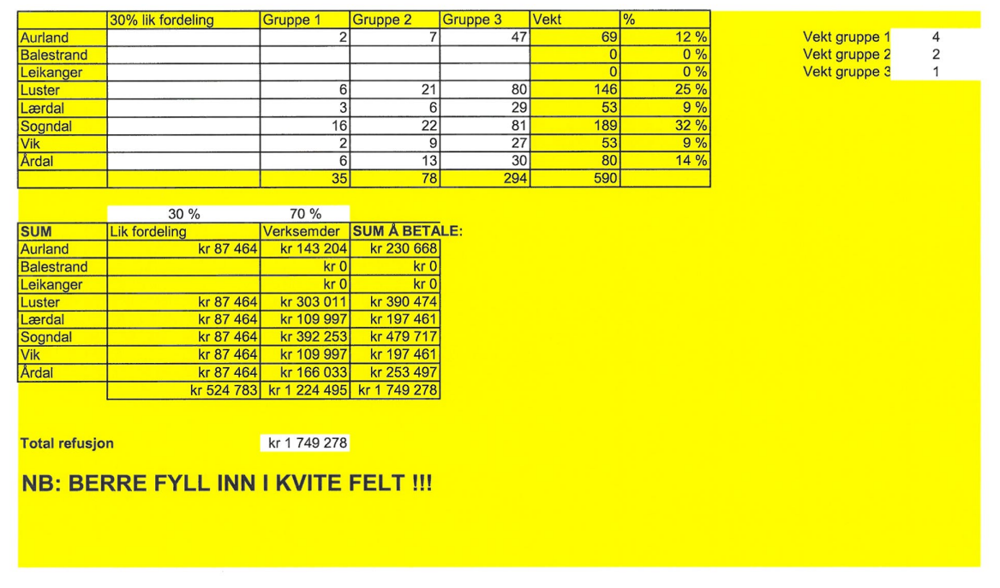 30% lik fordeling Gruppe 1 Gruppe 2 Gruppe 3 Vekt %
Aurland 2 7 47 69 12 % Vekt gruppe 1 4
Balestrand 0 0 % Vekt gruppe 2 2
Leikanger 0 0 % Vekt gruppe 3 1
Luster 6 21 80 146 25 %
Lærdal 3 6 29 53 9 %
Sogndal 16 22 81 189 32 %
Vik 2 9 27 53 9 %
Årdal 6 13 30 80 14 %
35 78 294 590
30 % 70 %
SUM Lik fordeling Verksemder SUM Å BETALE:
Aurland kr 87 464 kr 143 204 kr 230 668
Balestrand kr 0 kr 0
Leikanger kr 0 kr 0
Luster kr 87 464 kr 303 011 kr 390 474
Lærdal kr 87 464 kr 109 997 kr 197 461
Sogndal kr 87 464 kr 392 253 kr 479 717
Vik kr 87 464 kr 109 997 kr 197 461
Årdal kr 87 464 kr 166 033 kr 253 497
kr 524 783 kr 1 224 495 kr 1 749 278
Total refusjon kr 1 749 278
NB: BERRE FYLL INN I KVITE FELT !!!